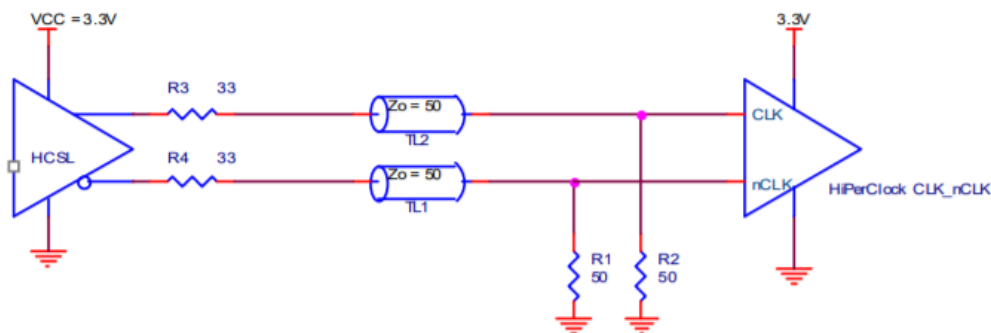 VCC = 3.3V
3.3V
R3 33
Zo = 50
CLK
TL2
HCSL
R4 33
Zo = 50
nCLK
HiPerClock CLK_nCLK
TL1
R1
50
R2
50